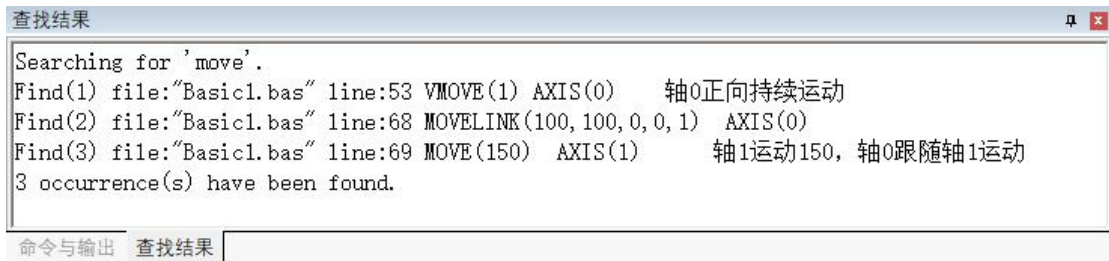 查找结果
Searching for 'move'.
Find(1) file:"Basic1.bas" line:53 VMOVE(1) AXIS(0) 轴0正向持续运动
Find(2) file:"Basic1.bas" line:68 MOVELINK(100,100,0,0,1) AXIS(0)
Find(3) file:"Basic1.bas" line:69 MOVE(150) AXIS(1) 轴1运动150，轴0跟随轴1运动
3 occurrence(s) have been found.
命令与输出 查找结果